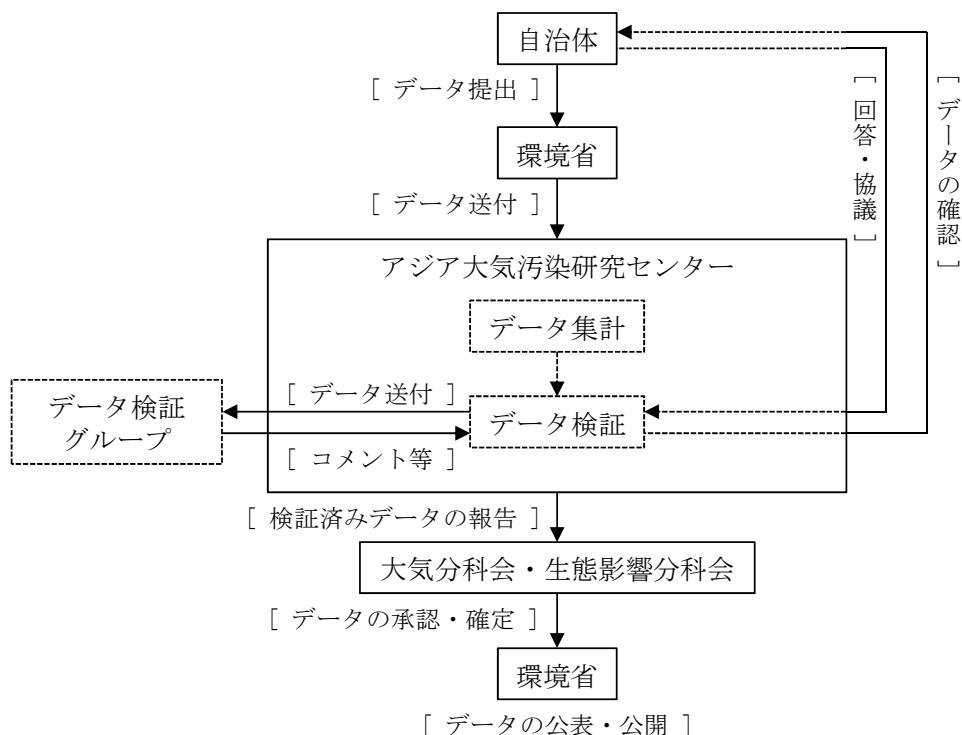 自治体
[ データ提出 ]
環境省
[ データ送付 ]
[ 回答・協議 ]
[ データの確認 ]
アジア大気汚染研究センター
データ集計
[ データ送付 ]
データ検証
グループ
データ検証
[ コメント等 ]
[ 検証済みデータの報告 ]
大気分科会・生態影響分科会
[ データの承認・確定 ]
環境省
[ データの公表・公開 ]